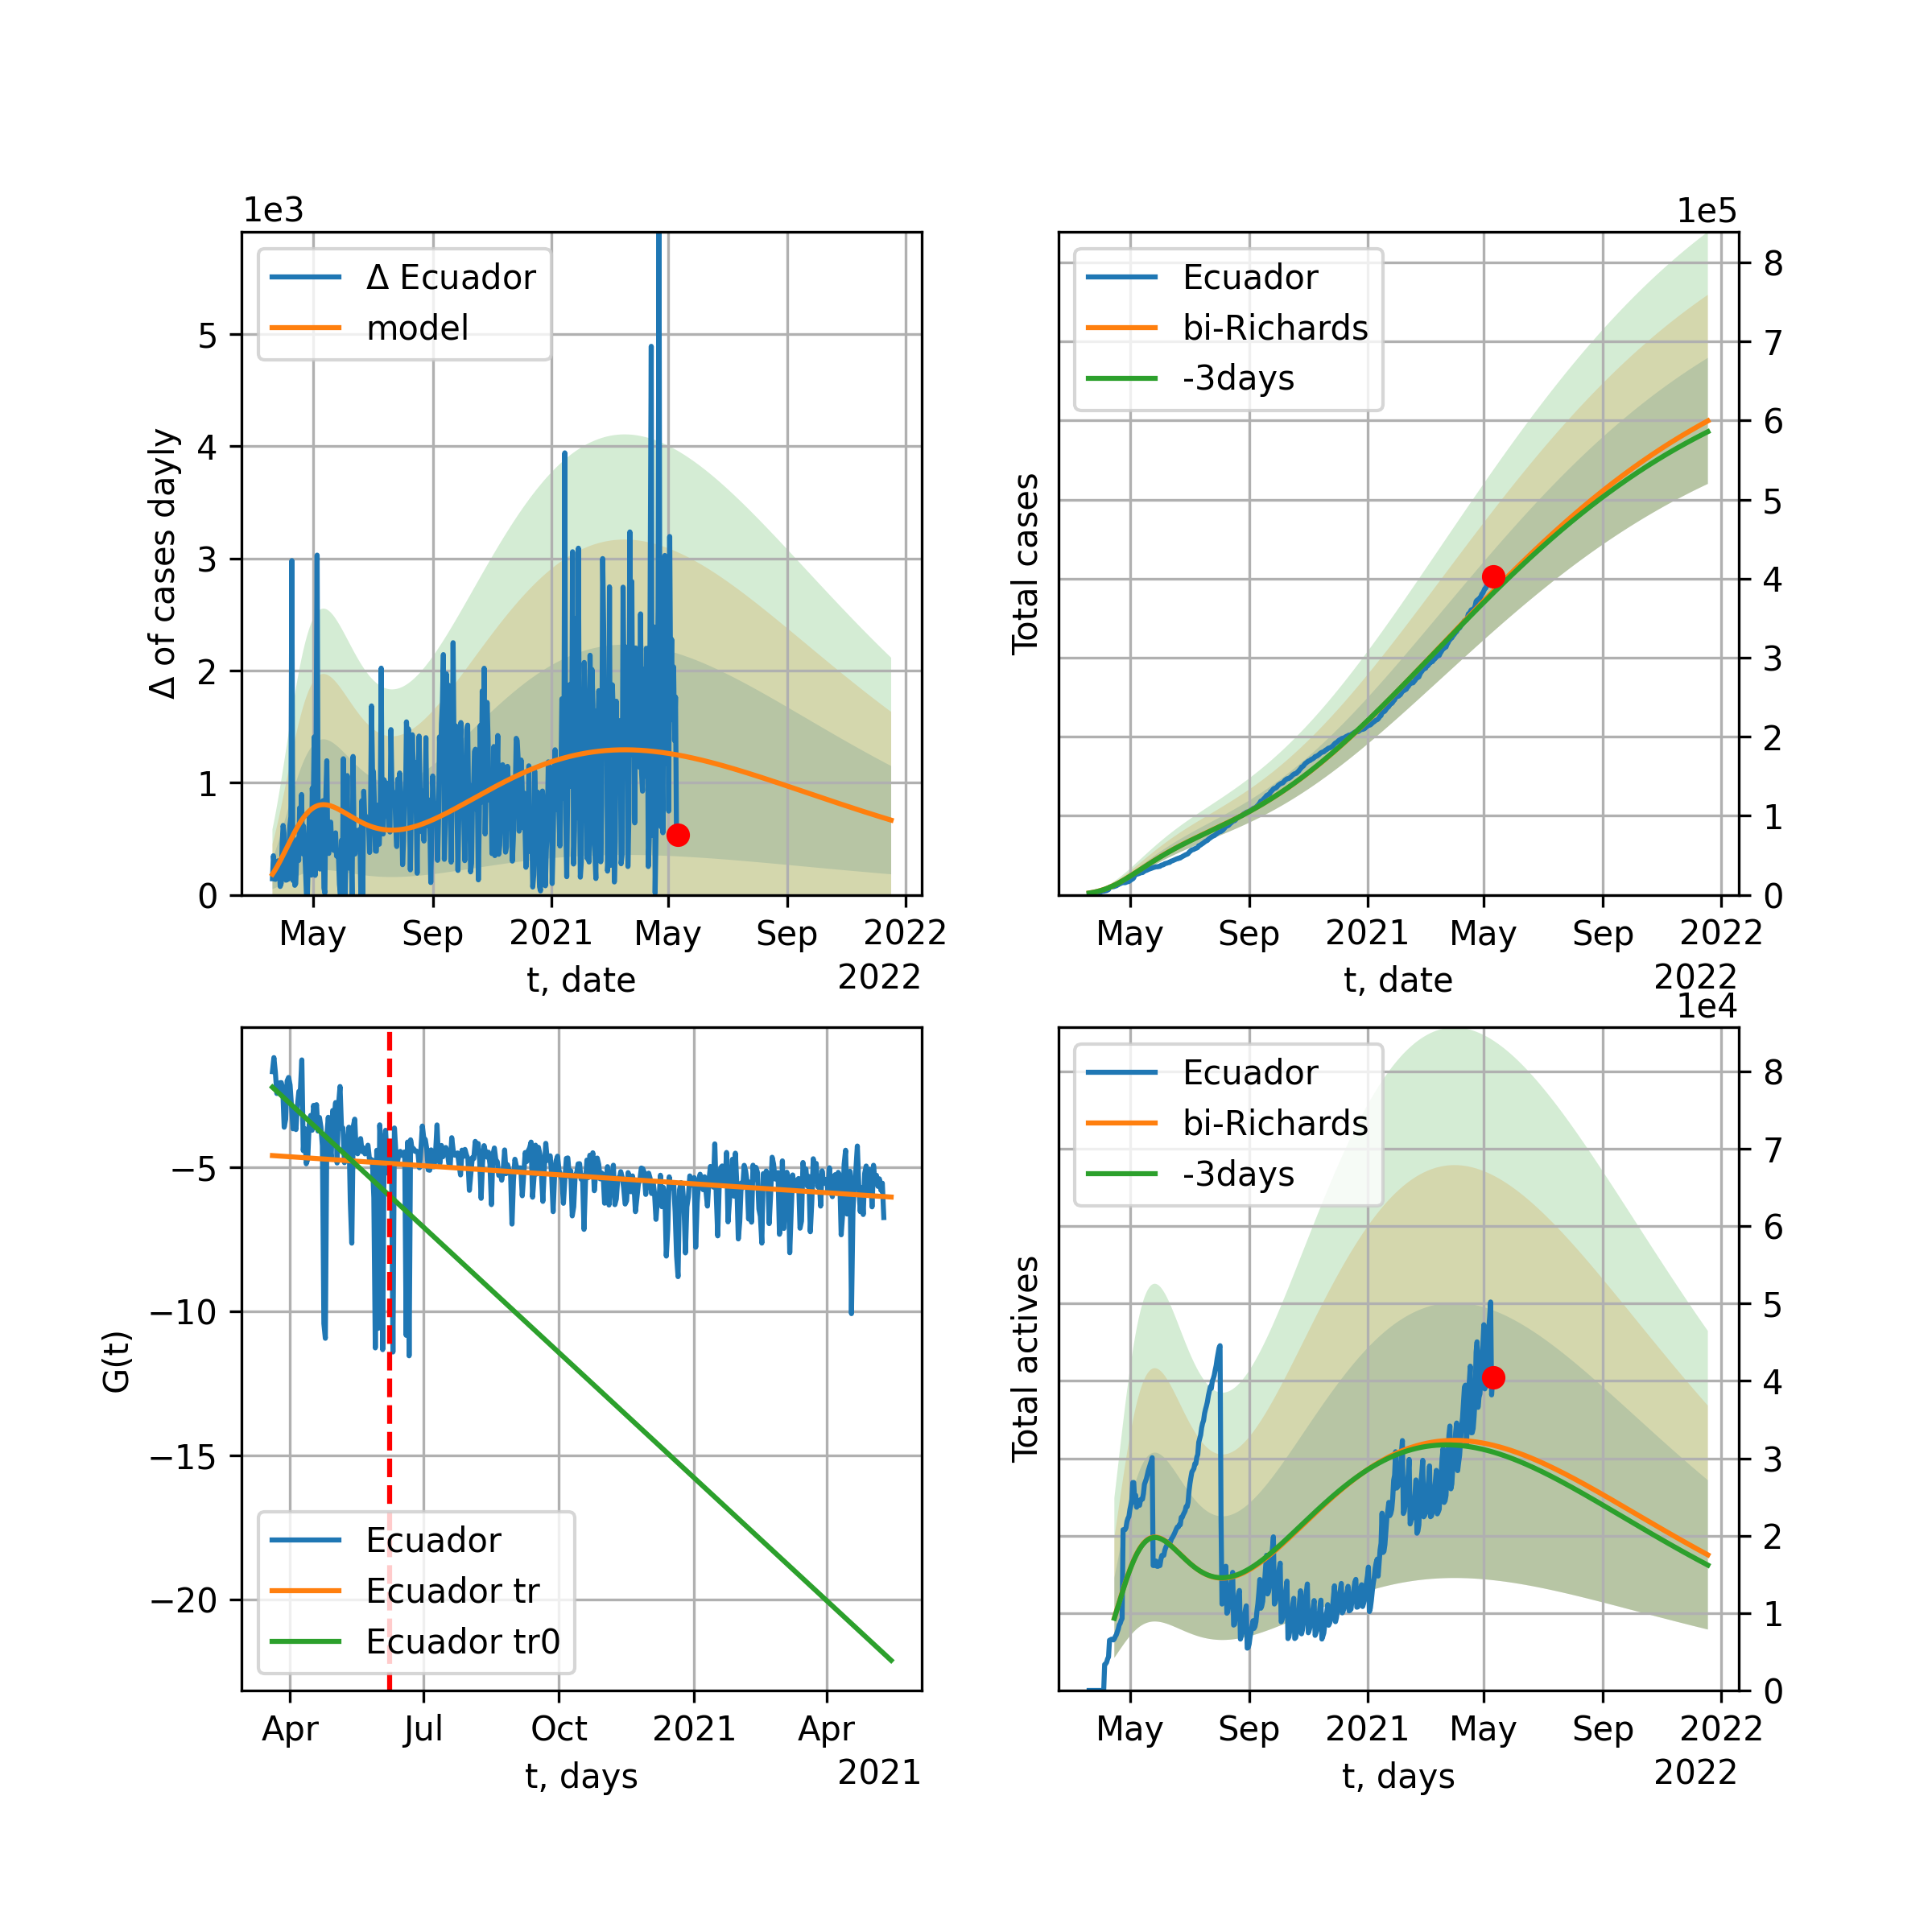 1e3
Δ Ecuador
model
5
4
3
2
1
0
Δ of cases dayly
May
Sep
2021
May
Sep
2022
t, date
2022
1e5
Ecuador
bi-Richards
-3days
8
7
6
5
4
3
2
1
0
Total cases
May
Sep
2021
May
Sep
2022
t, date
2022
−5
−10
−15
−20
G(t)
Ecuador
Ecuador tr
Ecuador tr0
Apr
Jul
Oct
2021
Apr
t, days
2021
1e4
Ecuador
bi-Richards
-3days
8
7
6
5
4
3
2
1
0
Total actives
May
Sep
2021
May
Sep
2022
t, days
2022